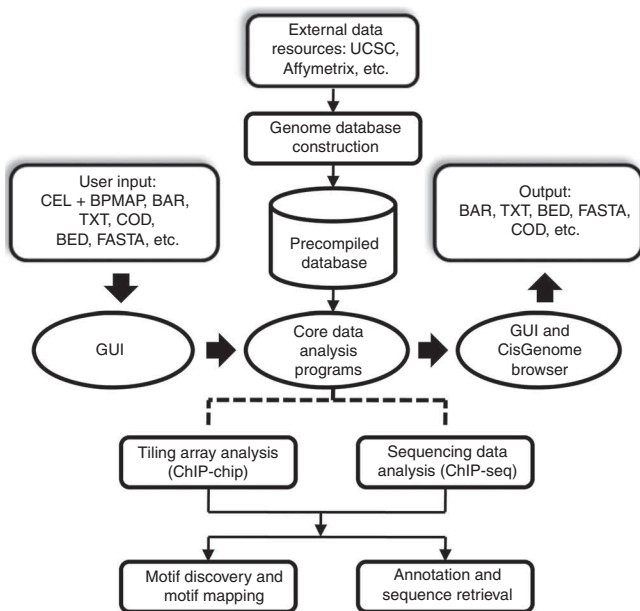 External data
resources: UCSC,
Affymetrix, etc.
Genome database
construction
User input:
CEL + BPMAP, BAR,
TXT, COD,
BED, FASTA, etc.
Precompiled
database
Output:
BAR, TXT, BED, FASTA,
COD, etc.
GUI
Core data
analysis
programs
GUI and
CisGenome
browser
Tiling array analysis
(ChIP-chip)
Sequencing data
analysis (ChIP-seq)
Motif discovery and
motif mapping
Annotation and
sequence retrieval